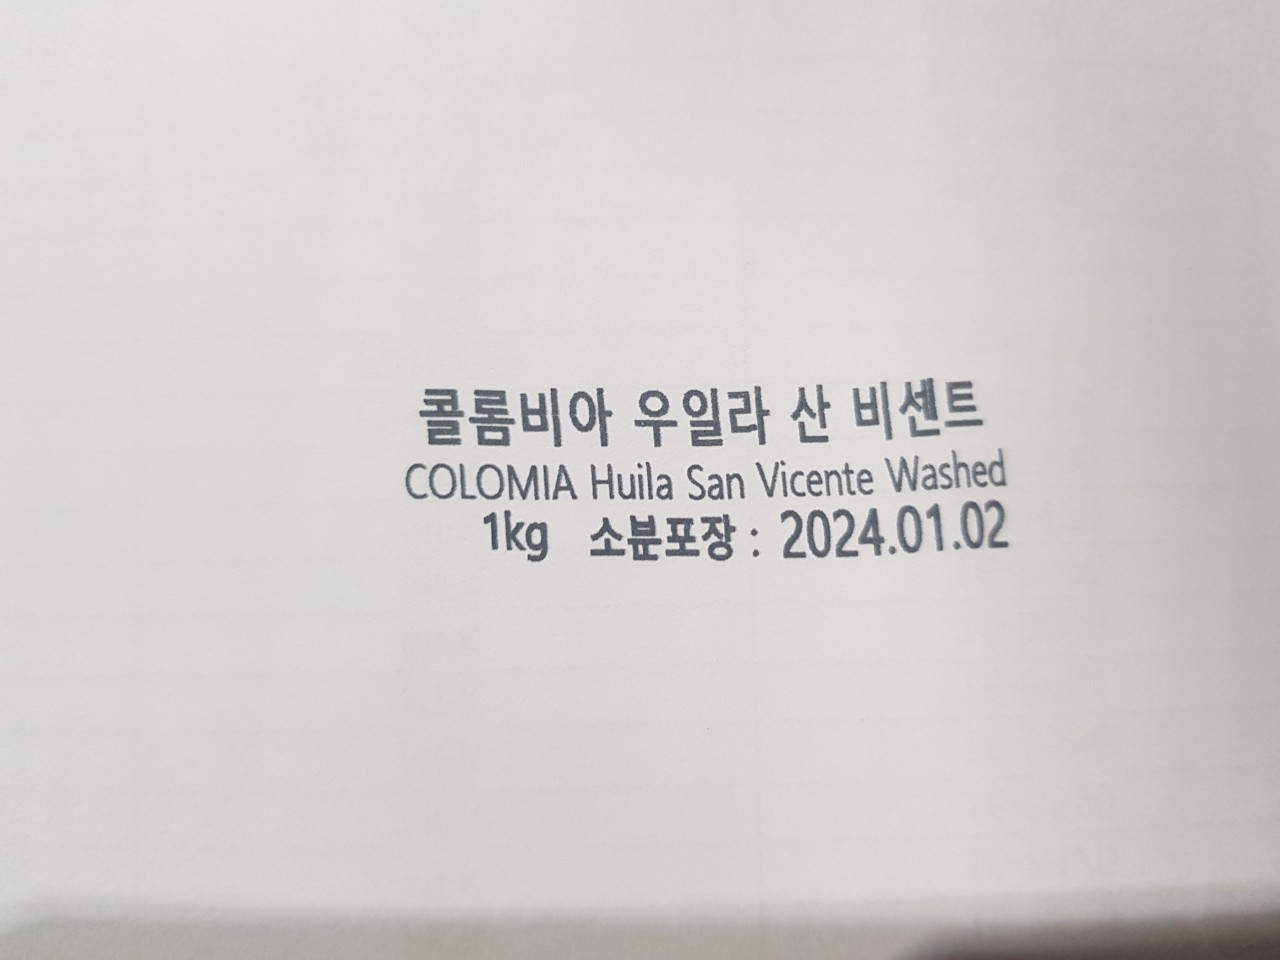 콜롬비아 우일라 산 비센트
COLOMIA Huila San Vicente Washed
1kg 소분포장 : 2024.01.02